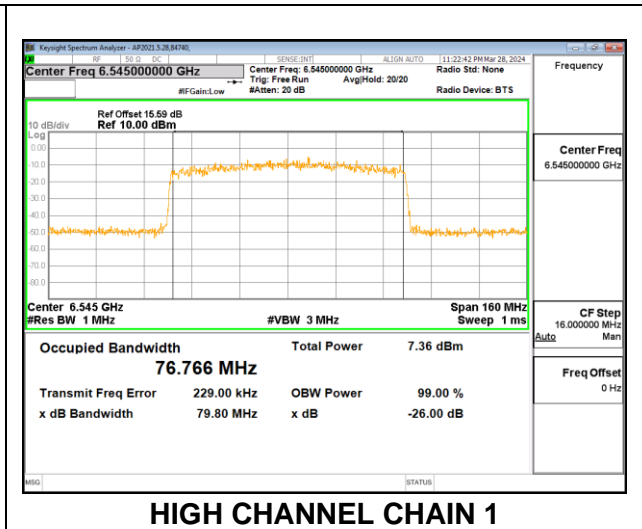 Keysight Spectrum Analyzer - AP2021.5.28,84740,
RF 50 Ω DC SENSE:INT ALIGN AUTO 11:22:42 PM Mar 28, 2024
Center Freq 6.545000000 GHz
Center Freq: 6.545000000 GHz
Radio Std: None
Trig: Free Run Avg|Hold: 20/20
#IFGain:Low #Atten: 20 dB Radio Device: BTS
Frequency
Ref Offset 15.59 dB
10 dB/div Ref 10.00 dBm
Log
0.00
-10.0
-20.0
-30.0
-40.0
-50.0
-60.0
-70.0
-80.0
Center Freq
6.545000000 GHz
Center 6.545 GHz Span 160 MHz
#Res BW 1 MHz #VBW 3 MHz Sweep 1 ms
CF Step
16.000000 MHz
Auto Man
Freq Offset
0 Hz
Occupied Bandwidth Total Power 7.36 dBm
76.766 MHz
Transmit Freq Error 229.00 kHz OBW Power 99.00 %
x dB Bandwidth 79.80 MHz x dB -26.00 dB
MSG STATUS
HIGH CHANNEL CHAIN 1